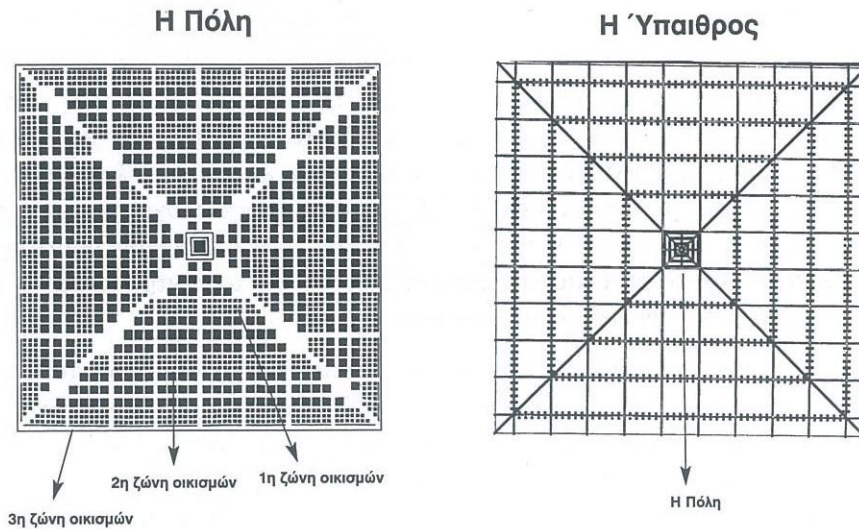 Η Πόλη
Η Ύπαιθρος
2η ζώνη οικισμών
1η ζώνη οικισμών
3η ζώνη οικισμών
Η Πόλη